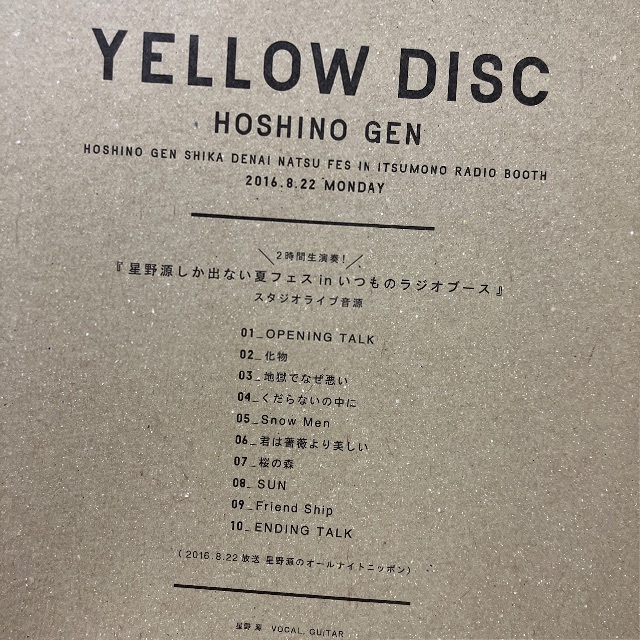 YELLOW DISC
HOSHINO GEN
HOSHINO GEN SHIKA DENAI NATSU FES IN ITSUMONO RADIO BOOTH
2016.8.22 MONDAY
＼2時間生演奏!／
『星野源しか出ない夏フェス in いつものラジオブース』
スタジオライブ音源
01_OPENING TALK
02_化物
03_地獄でなぜ悪い
04_くだらないの中に
05_Snow Men
06_君は薔薇より美しい
07_桜の森
08_SUN
09_Friend Ship
10_ENDING TALK
(2016.8.22放送 星野源のオールナイトニッポン)
星野 源 VOCAL, GUITAR